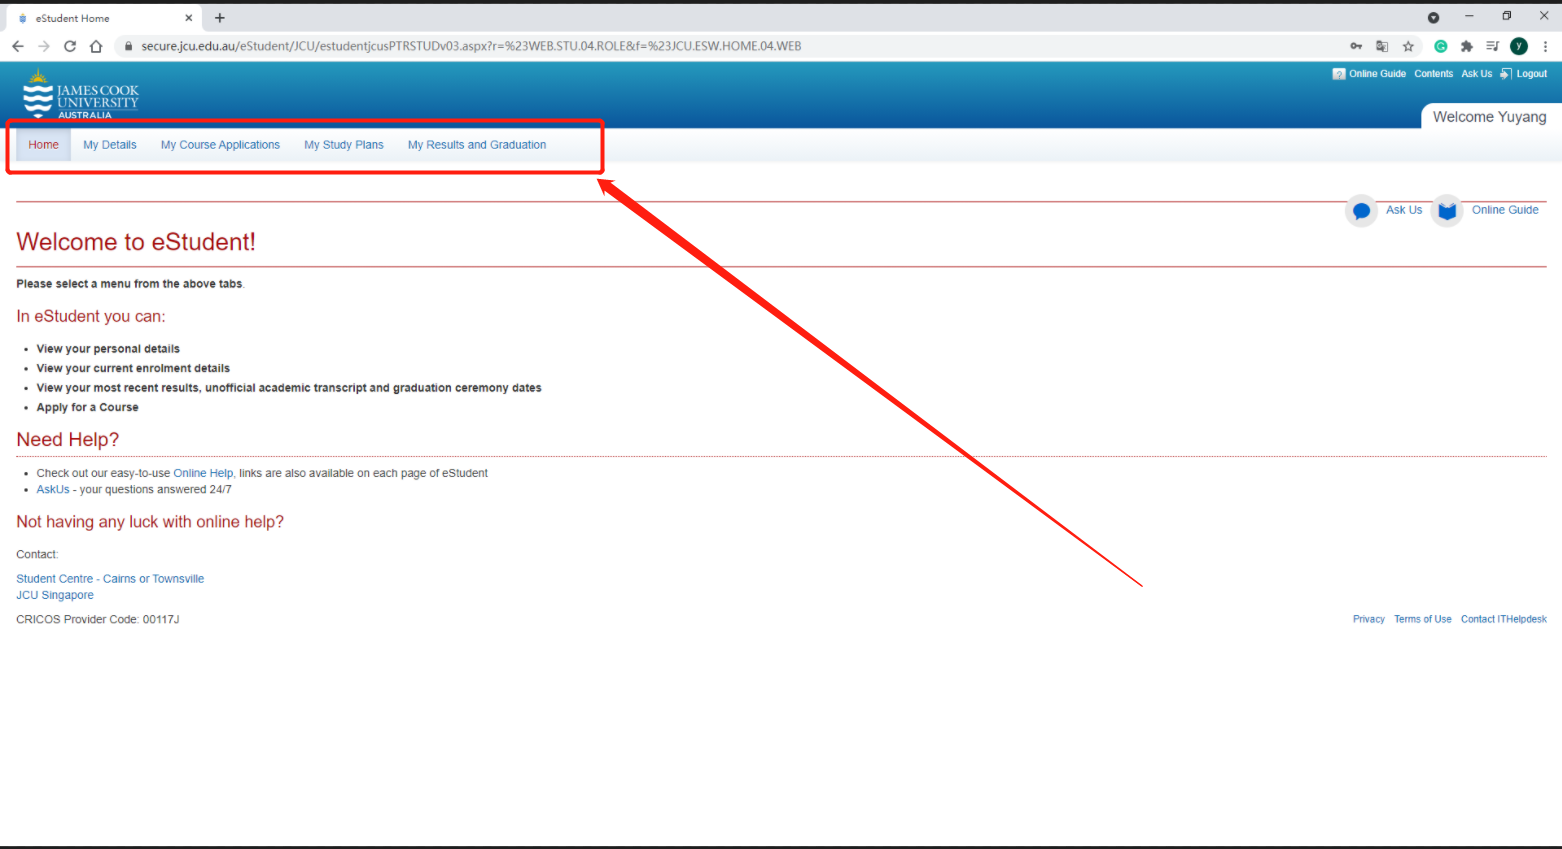 eStudent Home
secure.jcu.edu.au/eStudent/JCU/estudentjcusPTRSTUDv03.aspx?r=%23WEB.STU.04.ROLE&f=%23JCU.ESW.HOME.04.WEB
y
JAMES COOK
UNIVERSITY
AUSTRALIA
? Online Guide Contents Ask Us Logout
Welcome Yuyang
Home My Details My Course Applications My Study Plans My Results and Graduation
Ask Us Online Guide
Welcome to eStudent!
Please select a menu from the above tabs.
In eStudent you can:
• View your personal details
• View your current enrolment details
• View your most recent results, unofficial academic transcript and graduation ceremony dates
• Apply for a Course
Need Help?
• Check out our easy-to-use Online Help, links are also available on each page of eStudent
• AskUs - your questions answered 24/7
Not having any luck with online help?
Contact:
Student Centre - Cairns or Townsville
JCU Singapore
CRICOS Provider Code: 00117J
Privacy Terms of Use Contact ITHelpdesk